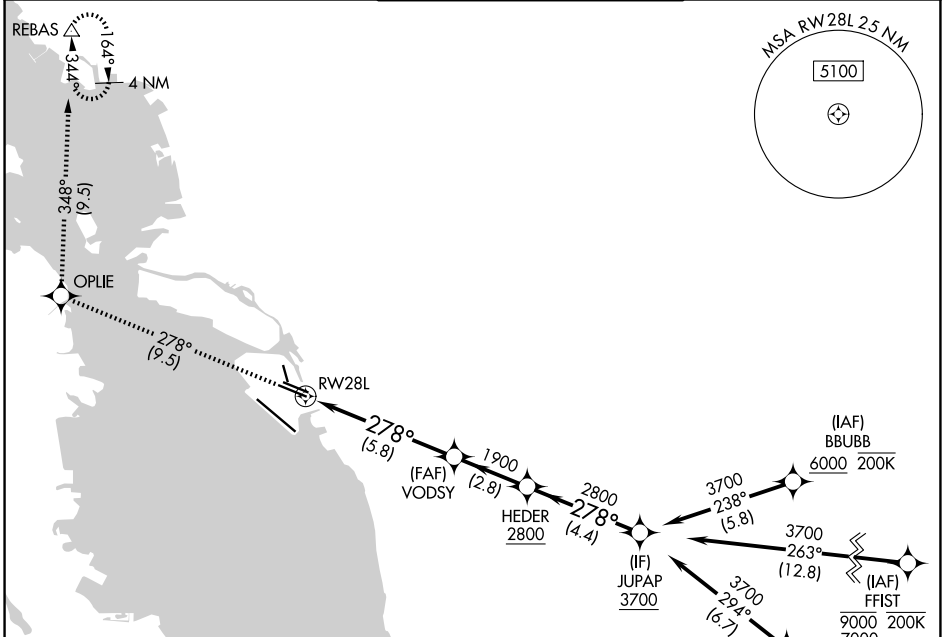 REBAS
164°
344°
4 NM
MSA RW28L 25 NM
5100
348°
(9.5)
OPLIE
278°
(9.5)
RW28L
278°
(5.8)
(FAF)
VODSY
1900
(2.8)
HEDER
2800
2800
278°
(4.4)
(IF)
JUPAP
3700
(IAF)
BBUBB
6000 200K
3700
238°
(5.8)
3700
263°
(12.8)
(IAF)
FFIST
9000 200K
3700
294°
(6.7)